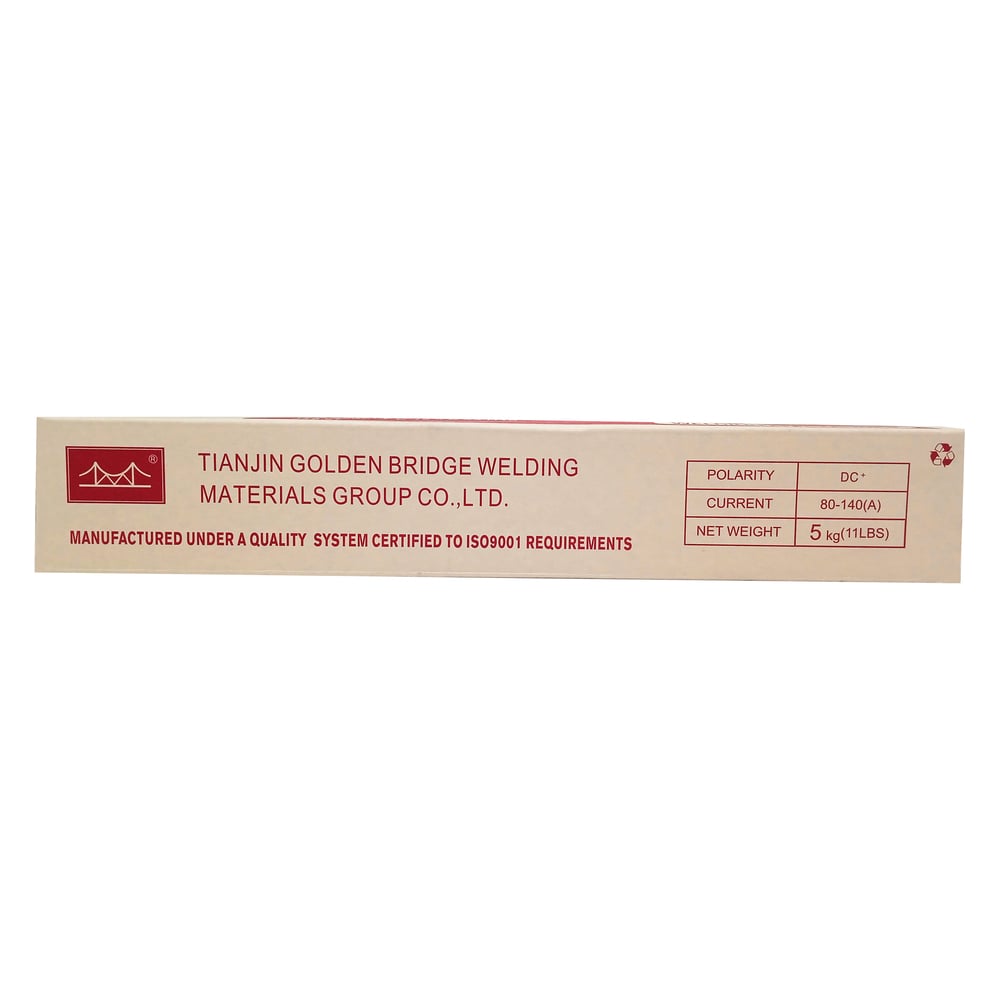 ®
TIANJIN GOLDEN BRIDGE WELDING
MATERIALS GROUP CO.,LTD.
MANUFACTURED UNDER A QUALITY SYSTEM CERTIFIED TO ISO9001 REQUIREMENTS
POLARITY DC+
CURRENT 80-140(A)
NET WEIGHT 5 kg(11LBS)